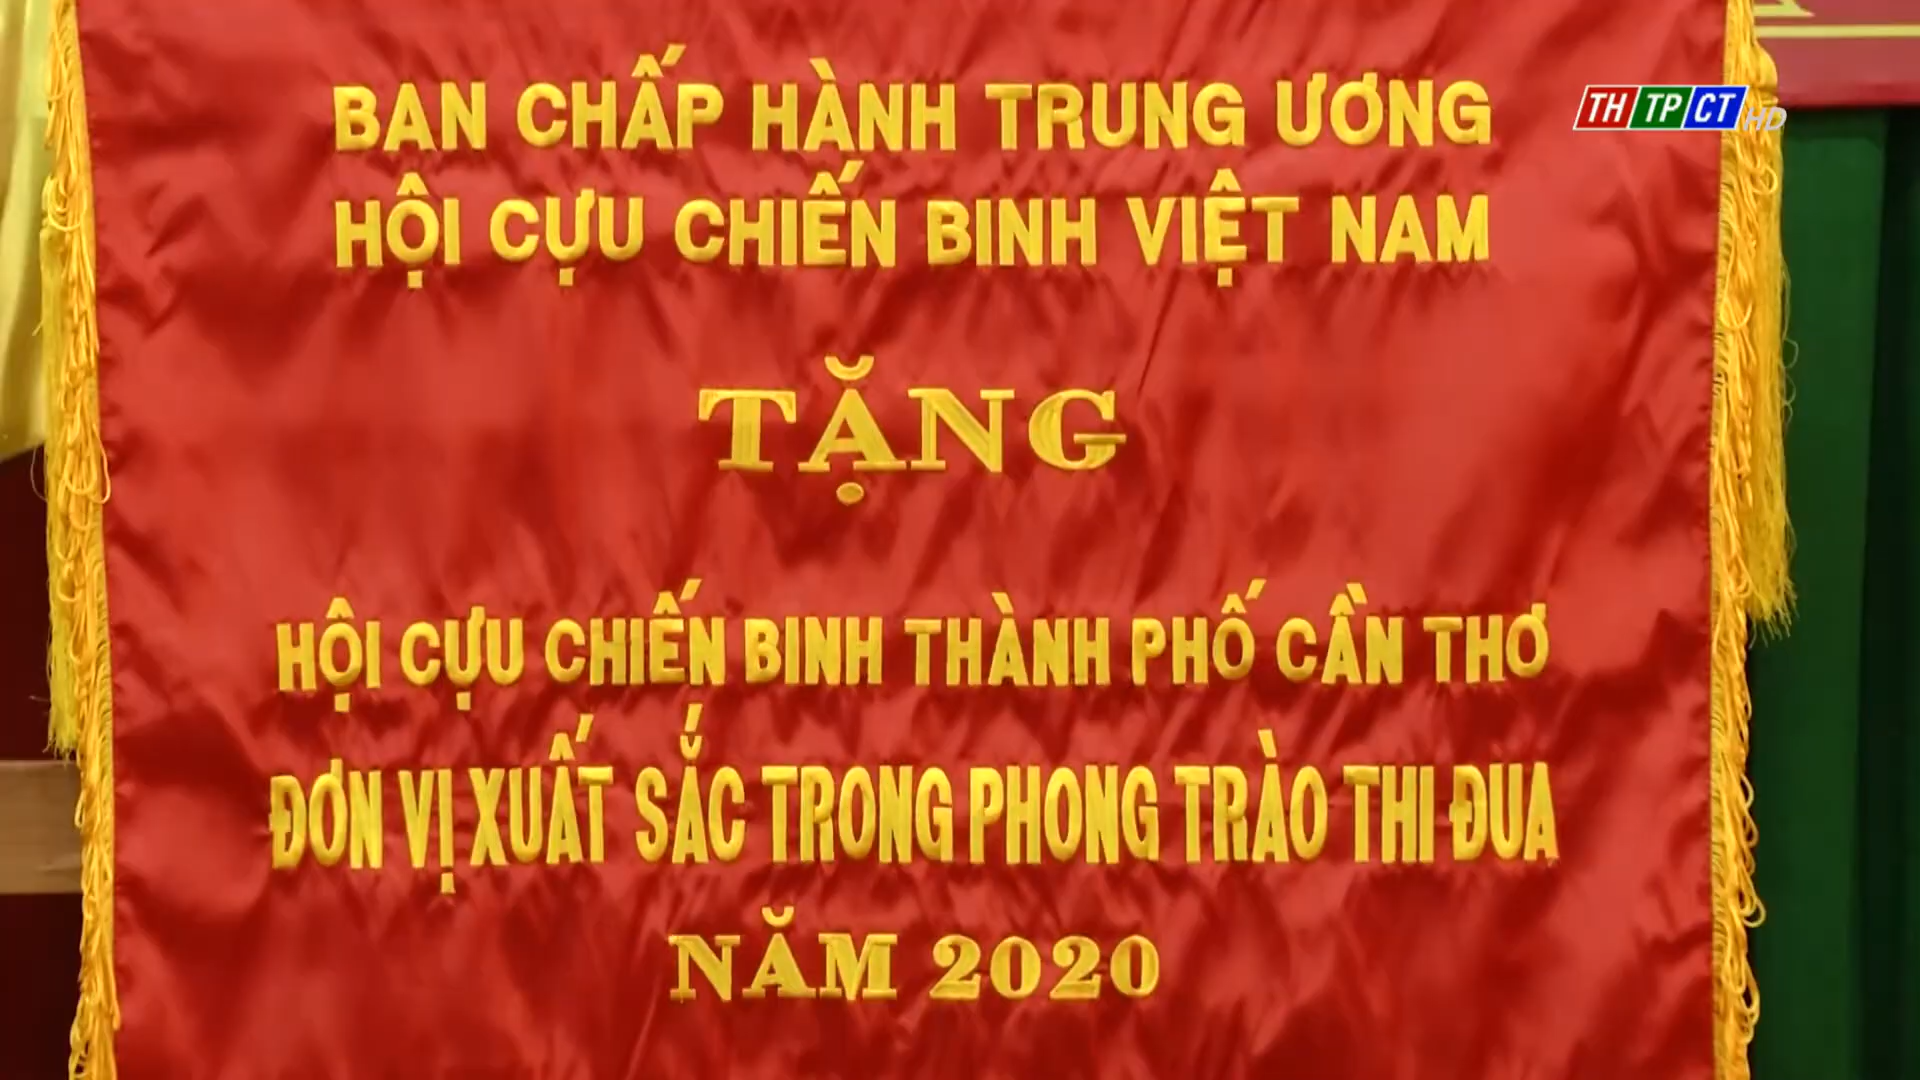 BAN CHẤP HÀNH TRUNG ƯƠNG
THTPCT HD
HỘI CỰU CHIẾN BINH VIỆT NAM
TẶNG
HỘI CỰU CHIẾN BINH THÀNH PHỐ CẦN THƠ
ĐƠN VỊ XUẤT SẮC TRONG PHONG TRÀO THI ĐUA
NĂM 2020